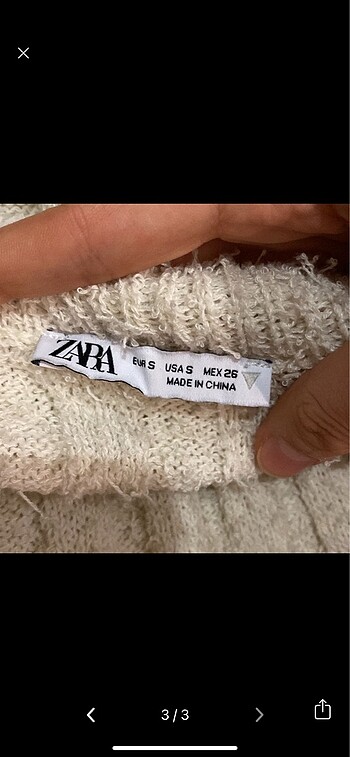 ZARA
EUR S USA S MEX 26
MADE IN CHINA
3/3